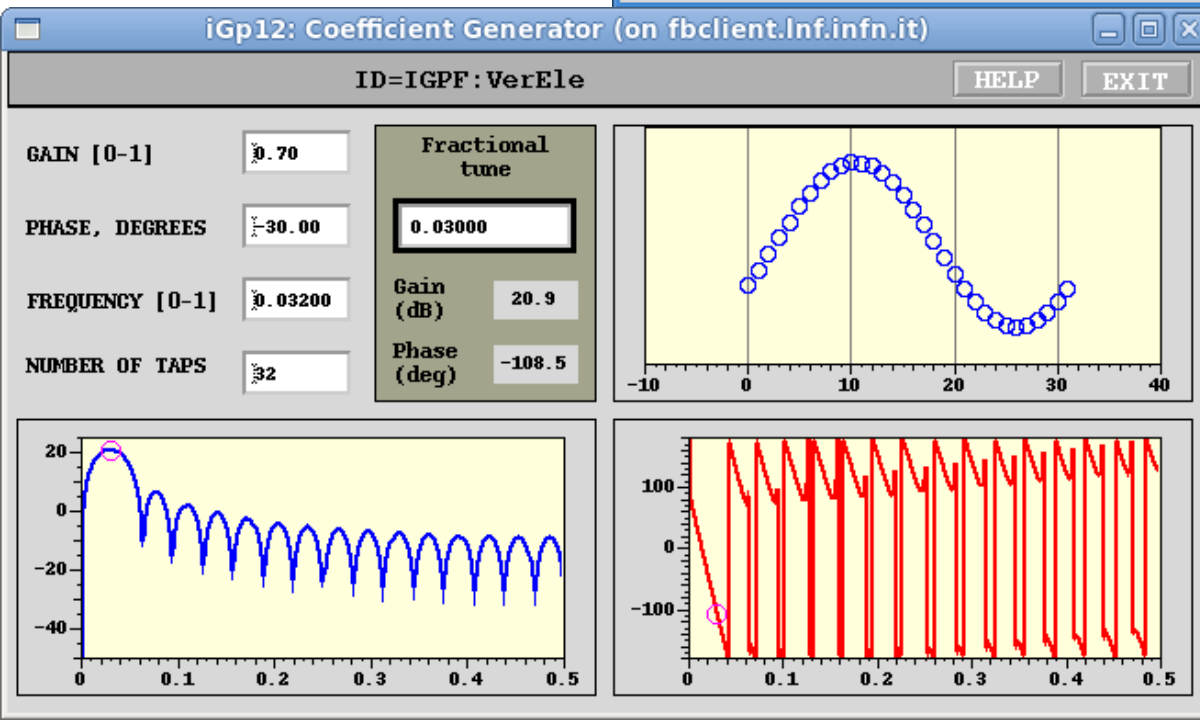 iGp12: Coefficient Generator (on fbclient.lnf.infn.it)
ID=IGPF:VerEle
HELP
EXIT
GAIN [0-1]
0.70
PHASE, DEGREES
-30.00
FREQUENCY [0-1]
0.03200
NUMBER OF TAPS
32
Fractional
tune
0.03000
Gain
(dB)
20.9
Phase
(deg)
-108.5
-10 0 10 20 30 40
20
0
-20
-40
0 0.1 0.2 0.3 0.4 0.5
100
0
-100
0 0.1 0.2 0.3 0.4 0.5